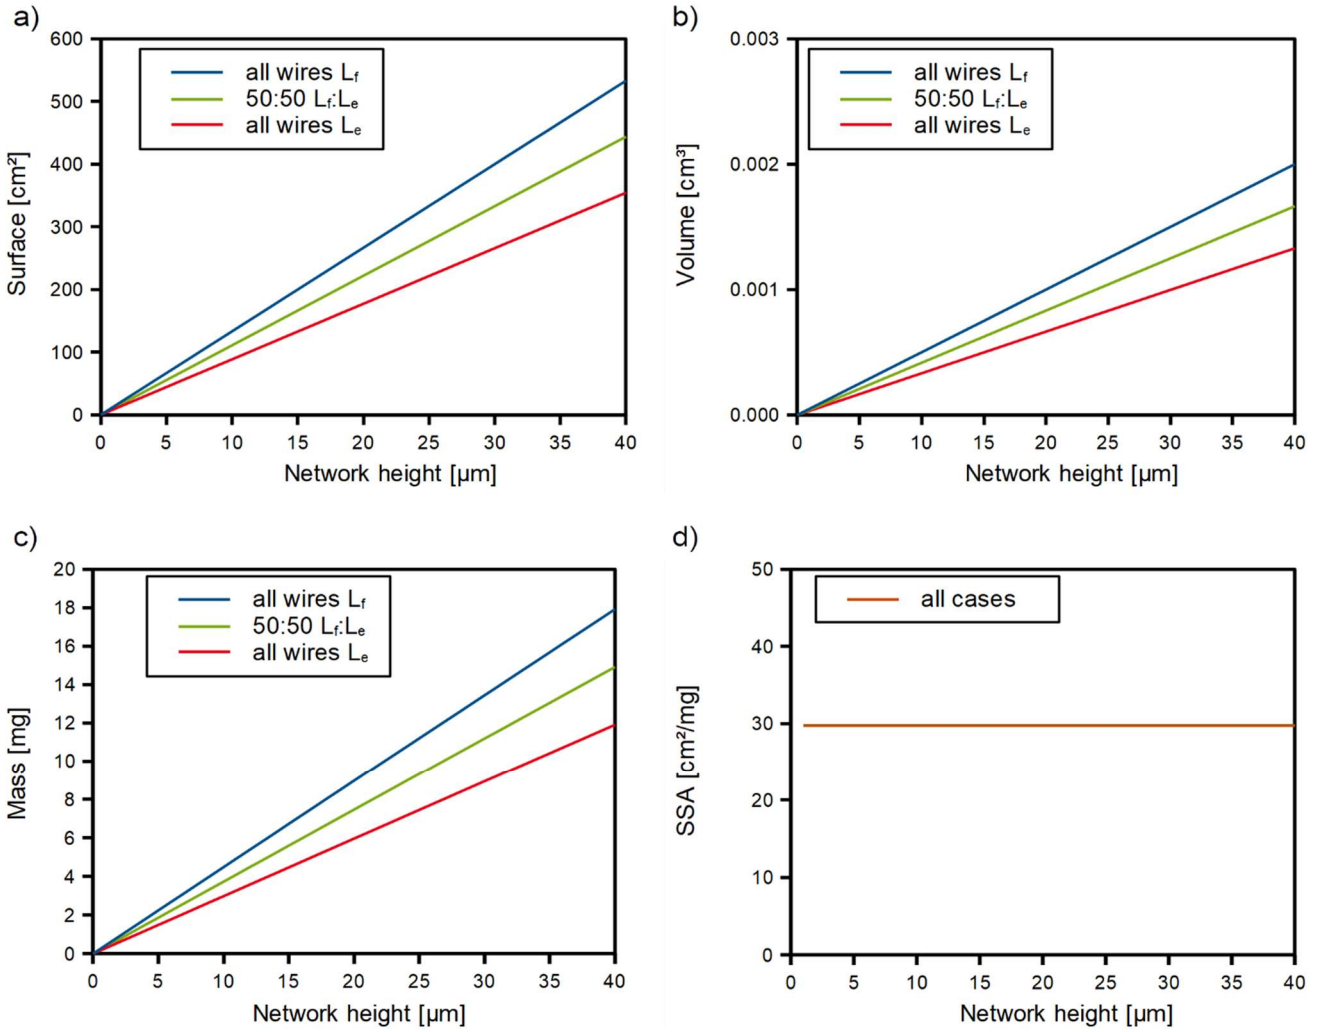 a)
600
500
400
300
200
100
0
Surface [cm²]
all wires Lf
50:50 Lf:Le
all wires Le
0 5 10 15 20 25 30 35 40
Network height [µm]
b)
0.003
0.002
0.001
0.000
Volume [cm³]
all wires Lf
50:50 Lf:Le
all wires Le
0 5 10 15 20 25 30 35 40
Network height [µm]
c)
20
18
16
14
12
10
8
6
4
2
0
Mass [mg]
all wires Lf
50:50 Lf:Le
all wires Le
0 5 10 15 20 25 30 35 40
Network height [µm]
d)
50
40
30
20
10
0
SSA [cm²/mg]
all cases
0 5 10 15 20 25 30 35 40
Network height [µm]